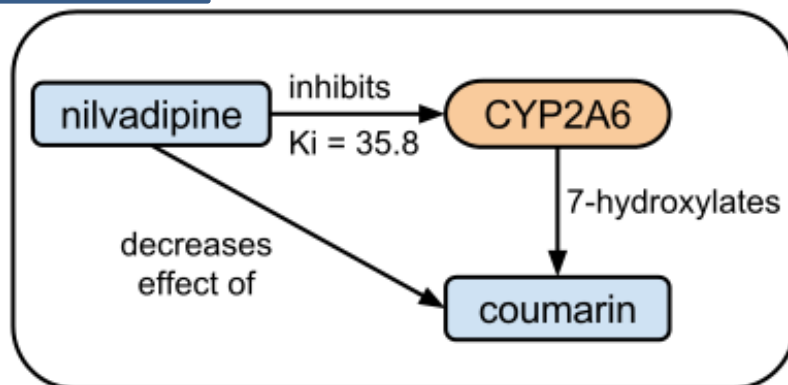 nilvadipine
inhibits
Ki = 35.8
CYP2A6
7-hydroxylates
decreases
effect of
coumarin